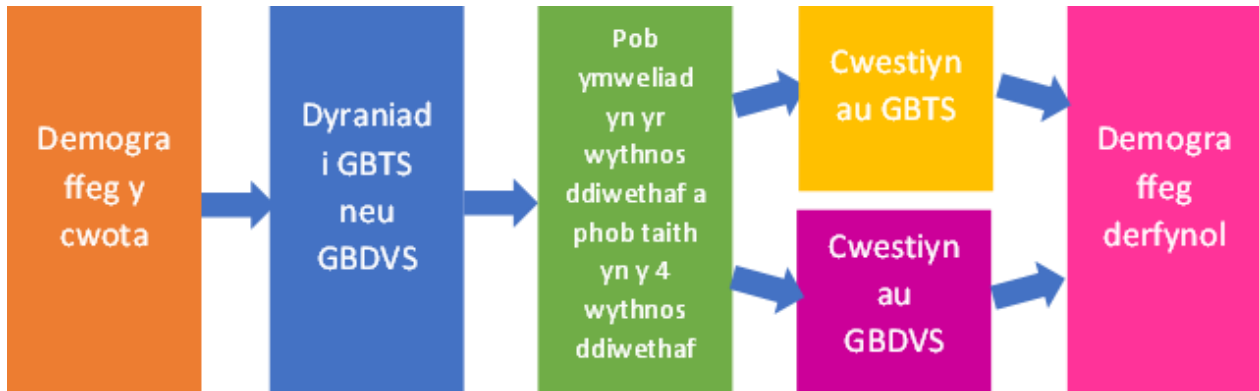 Demogra
ffeg y
cwota
Dyraniad
i GBTS
neu
GBDVS
Pob
ymweliad
yn yr
wythnos
ddiwethaf a
phob taith
yn y 4
wythnos
ddiwethaf
Cwestiyn
au GBTS
Cwestiyn
au
GBDVS
Demogra
ffeg
derfynol